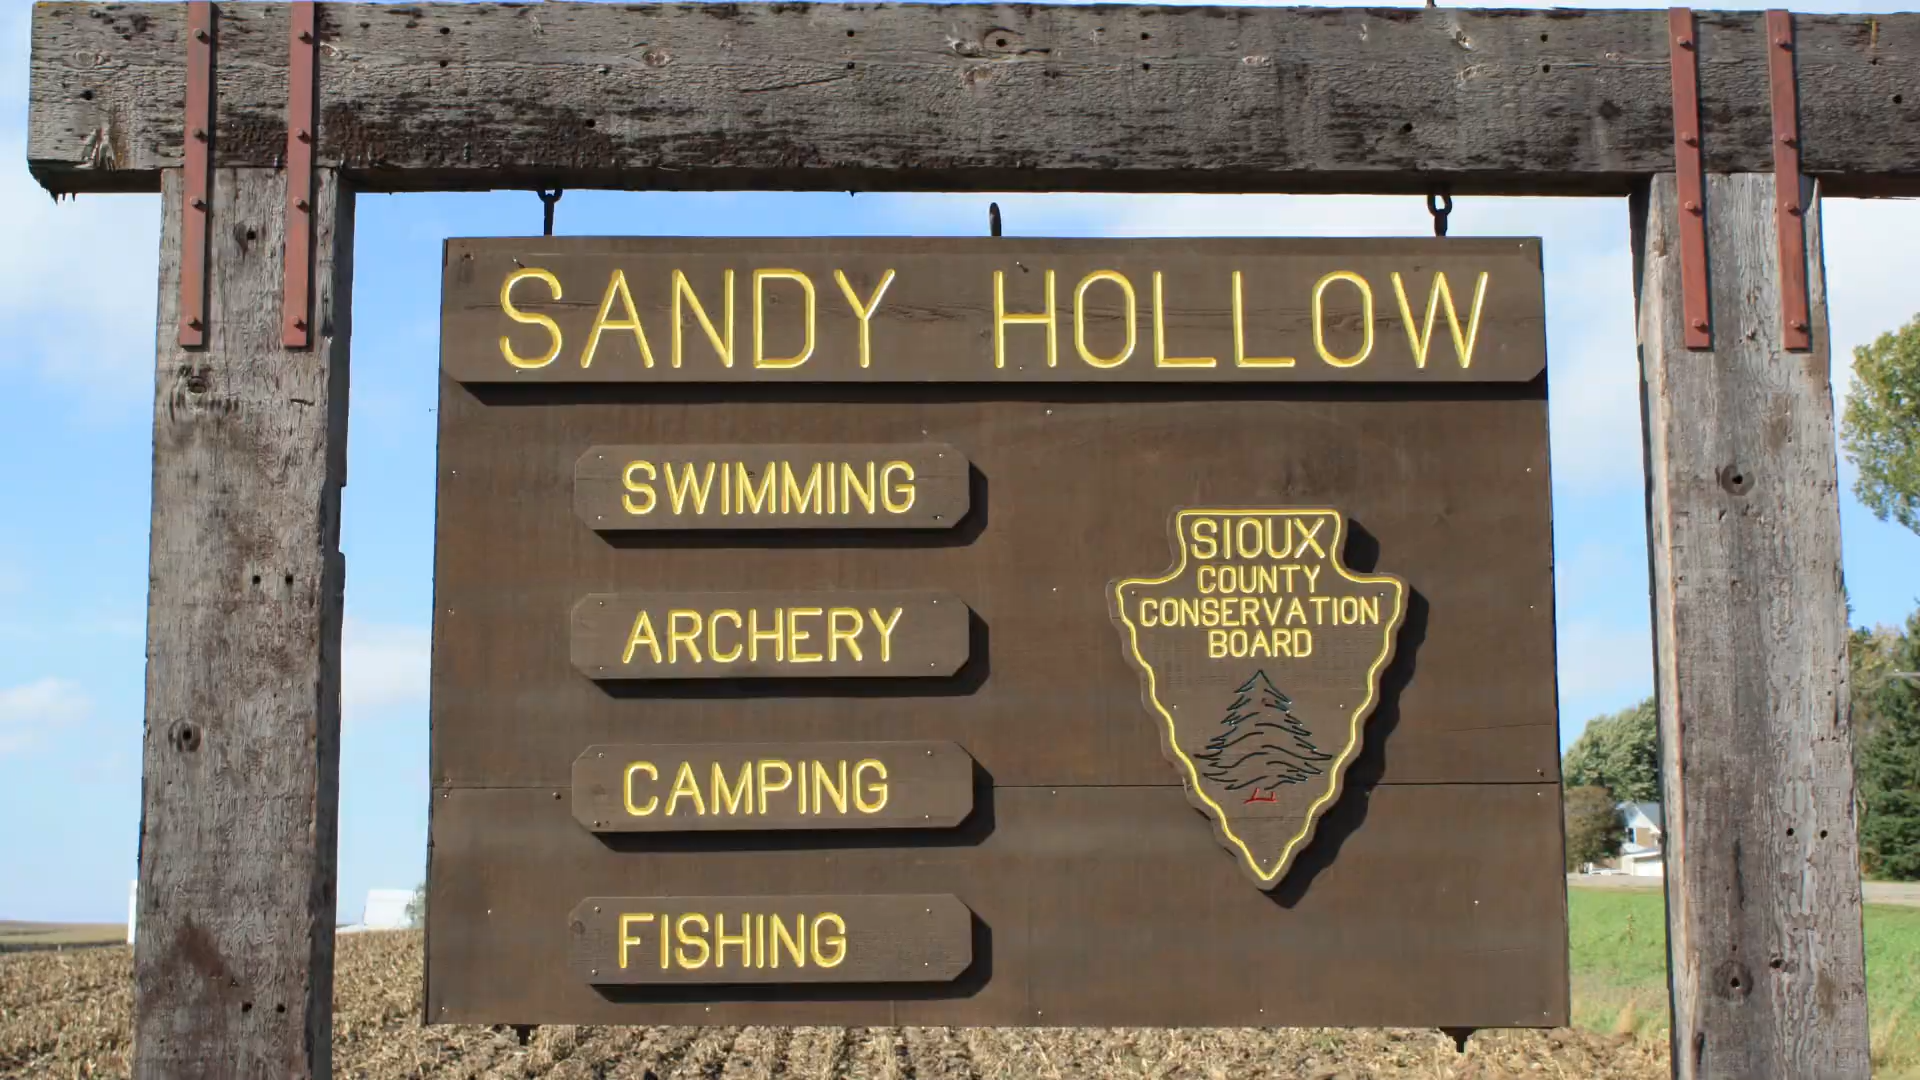 SANDY HOLLOW
SWIMMING
ARCHERY
CAMPING
FISHING
SIOUX
COUNTY
CONSERVATION
BOARD